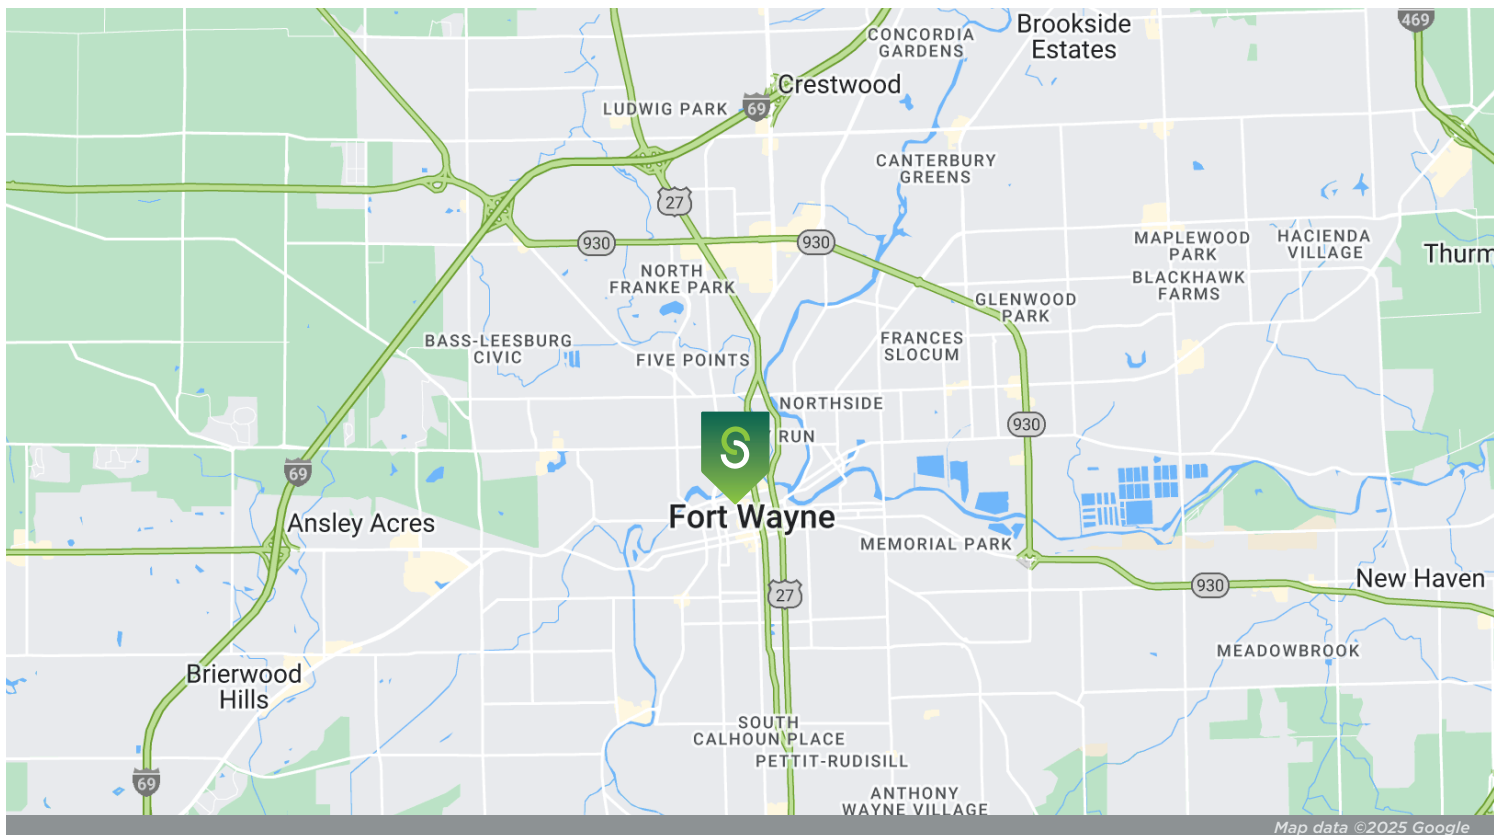 469
CONCORDIA
GARDENS
Brookside
Estates
Crestwood
LUDWIG PARK
69
CANTERBURY
GREENS
27
930
930
MAPLEWOOD
PARK
HACIENDA
VILLAGE
Thurm
NORTH
FRANKE PARK
BLACKHAWK
FARMS
GLENWOOD
PARK
BASS-LEESBURG
CIVIC
FIVE POINTS
FRANCES
SLOCUM
NORTHSIDE
930
RUN
S
69
Fort Wayne
Ansley Acres
MEMORIAL PARK
New Haven
930
27
MEADOWBROOK
Brierwood
Hills
SOUTH
CALHOUN PLACE
PETTIT-RUDISILL
69
ANTHONY
WAYNE VILLAGE
Map data ©2025 Google